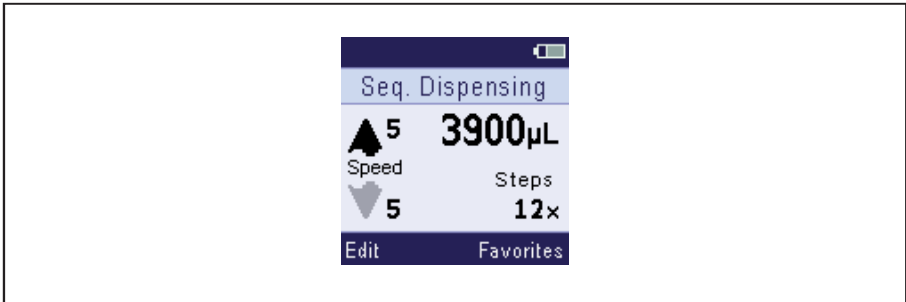 Seq. Dispensing
5 3900µL
Speed
Steps
5 12×
Edit Favorites